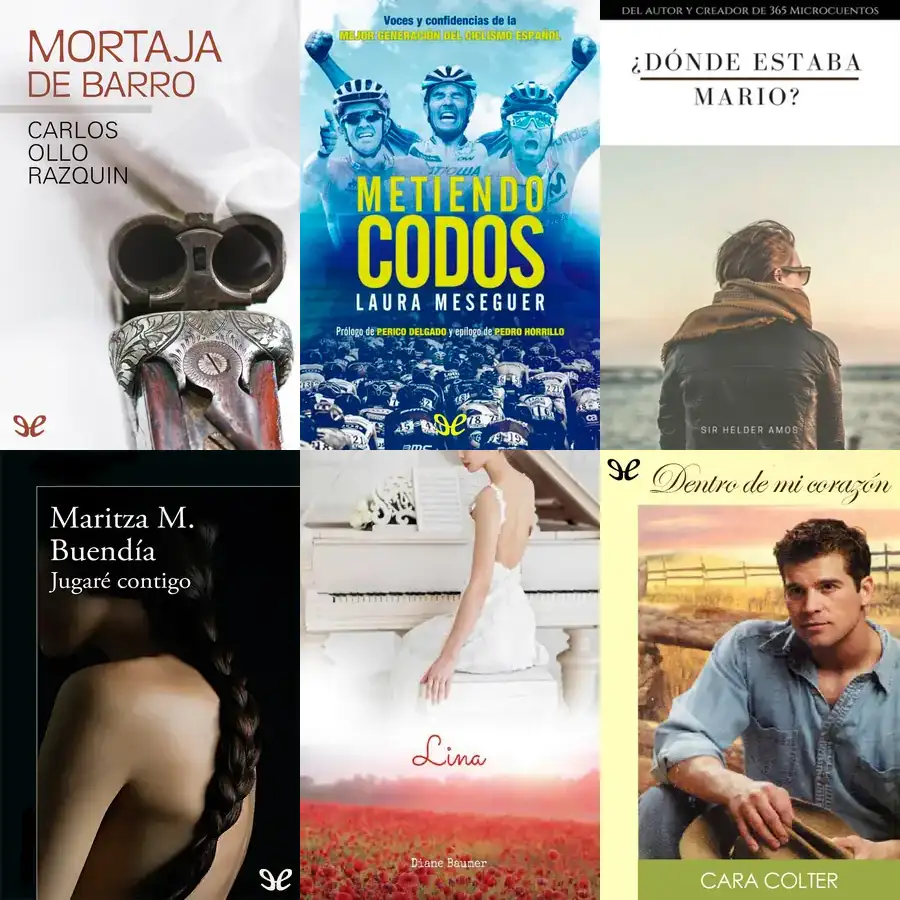 MORTAJA
DE BARRO
CARLOS
OLLO
RAZQUIN
Voces y confidencias de la
MEJOR GENERACIÓN DEL CICLISMO ESPAÑOL
METIENDO
CODOS
LAURA MESEGUER
Prólogo de PERICO DELGADO y epílogo de PEDRO HORRILLO
DEL AUTOR Y CREADOR DE 365 MICROCUENTOS
¿DÓNDE ESTABA
MARIO?
SIR HELDER AMOS
Maritza M.
Buendía
Jugaré contigo
Lina
Diane Baumer
Dentro de mi corazón
CARA COLTER